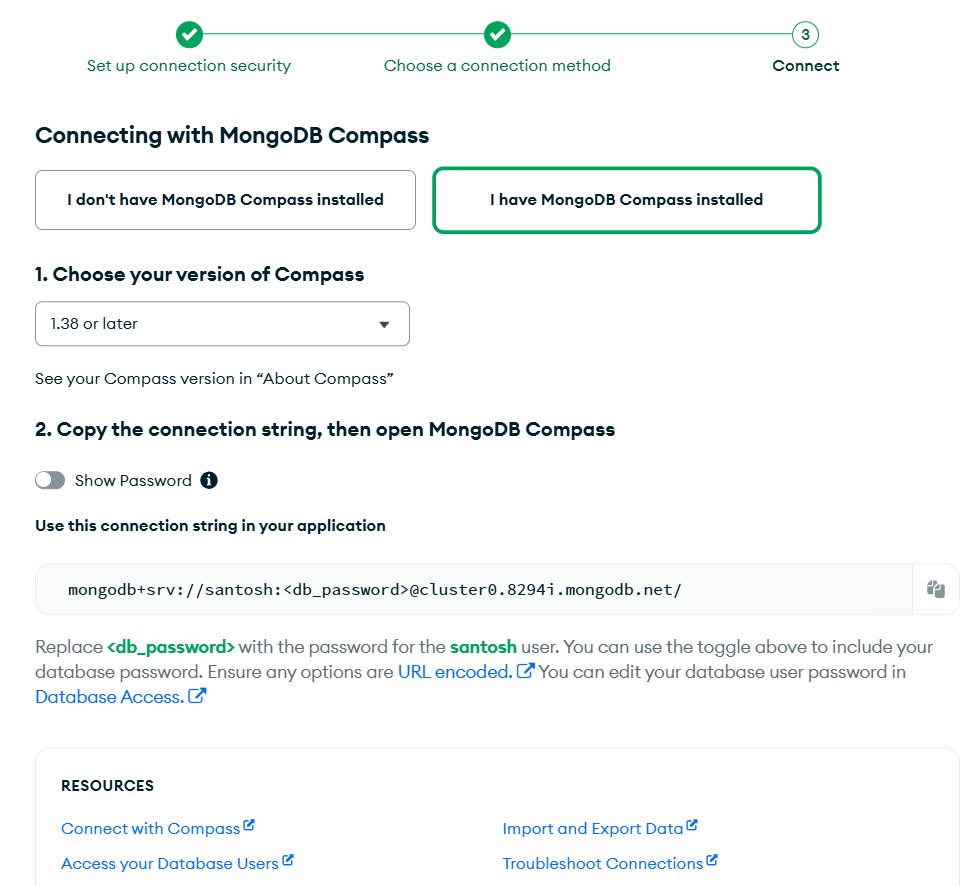 3
Set up connection security
Choose a connection method
Connect
Connecting with MongoDB Compass
I don't have MongoDB Compass installed
I have MongoDB Compass installed
1. Choose your version of Compass
1.38 or later
See your Compass version in “About Compass”
2. Copy the connection string, then open MongoDB Compass
Show Password
Use this connection string in your application
mongodb+srv://santosh:<db_password>@cluster0.8294i.mongodb.net/
Replace <db_password> with the password for the santosh user. You can use the toggle above to include your
database password. Ensure any options are URL encoded. You can edit your database user password in
Database Access.
RESOURCES
Connect with Compass
Import and Export Data
Access your Database Users
Troubleshoot Connections